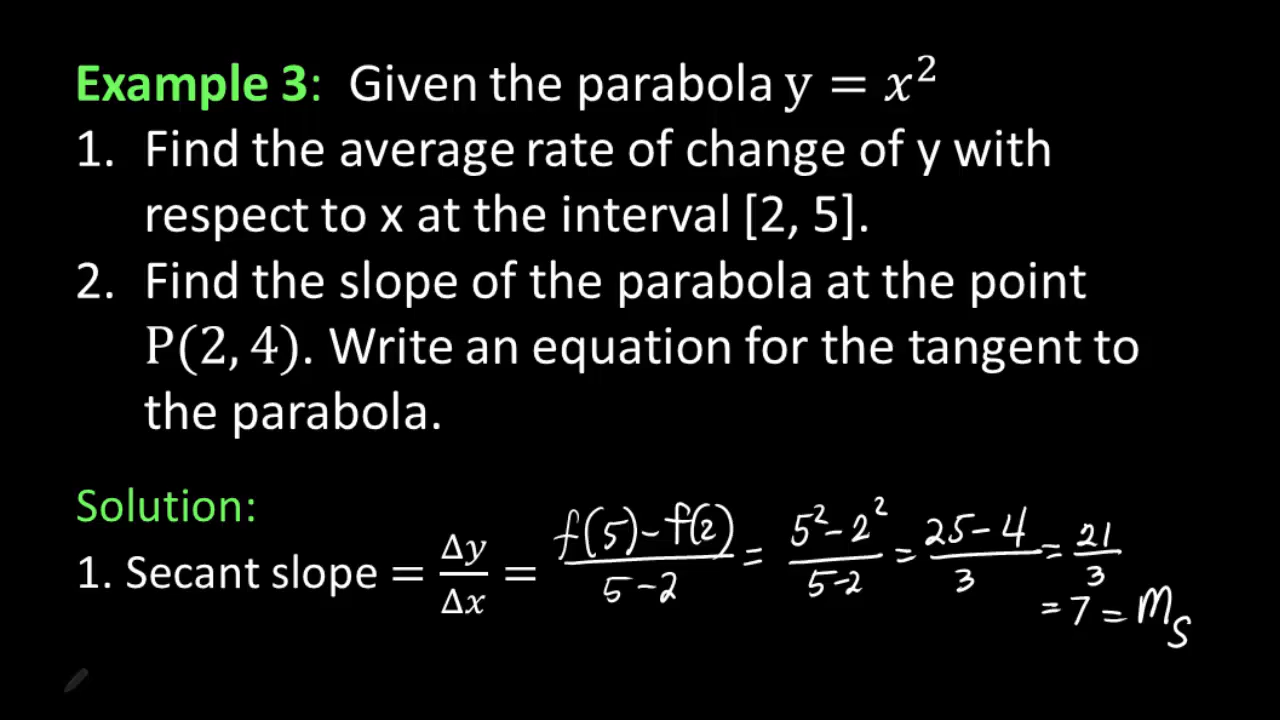 Example 3: Given the parabola y = x²
1. Find the average rate of change of y with
respect to x at the interval [2, 5].
2. Find the slope of the parabola at the point
P(2, 4). Write an equation for the tangent to
the parabola.
Solution:
1. Secant slope = Δy/Δx = (f(5)-f(2))/(5-2) = (5²-2²)/(5-2) = (25-4)/3 = 21/3
= 7 = m_s